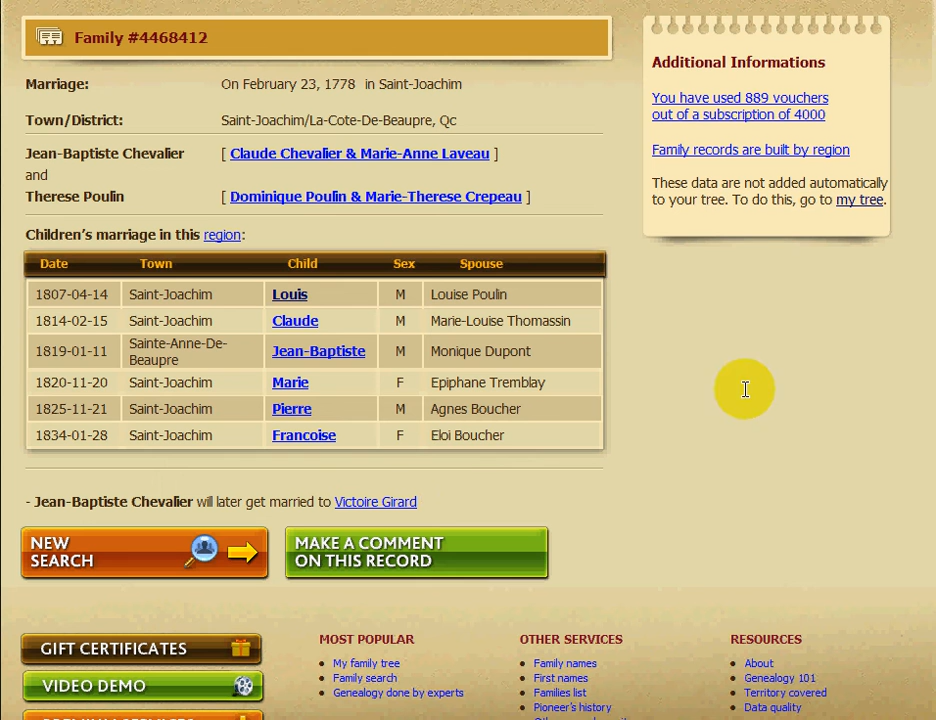 Family #4468412
Marriage: On February 23, 1778 in Saint-Joachim
Town/District: Saint-Joachim/La-Cote-De-Beaupre, Qc
Jean-Baptiste Chevalier [ Claude Chevalier & Marie-Anne Laveau ]
and
Therese Poulin [ Dominique Poulin & Marie-Therese Crepeau ]
Children's marriage in this region:
Date Town Child Sex Spouse
1807-04-14 Saint-Joachim Louis M Louise Poulin
1814-02-15 Saint-Joachim Claude M Marie-Louise Thomassin
1819-01-11 Sainte-Anne-De-Beaupre Jean-Baptiste M Monique Dupont
1820-11-20 Saint-Joachim Marie F Epiphane Tremblay
1825-11-21 Saint-Joachim Pierre M Agnes Boucher
1834-01-28 Saint-Joachim Francoise F Eloi Boucher
- Jean-Baptiste Chevalier will later get married to Victoire Girard
NEW SEARCH
MAKE A COMMENT
ON THIS RECORD
Additional Informations
You have used 889 vouchers
out of a subscription of 4000
Family records are built by region
These data are not added automatically
to your tree. To do this, go to my tree.
GIFT CERTIFICATES
VIDEO DEMO
MOST POPULAR
My family tree
Family search
Genealogy done by experts
OTHER SERVICES
Family names
First names
Families list
Pioneer's history
RESOURCES
About
Genealogy 101
Territory covered
Data quality